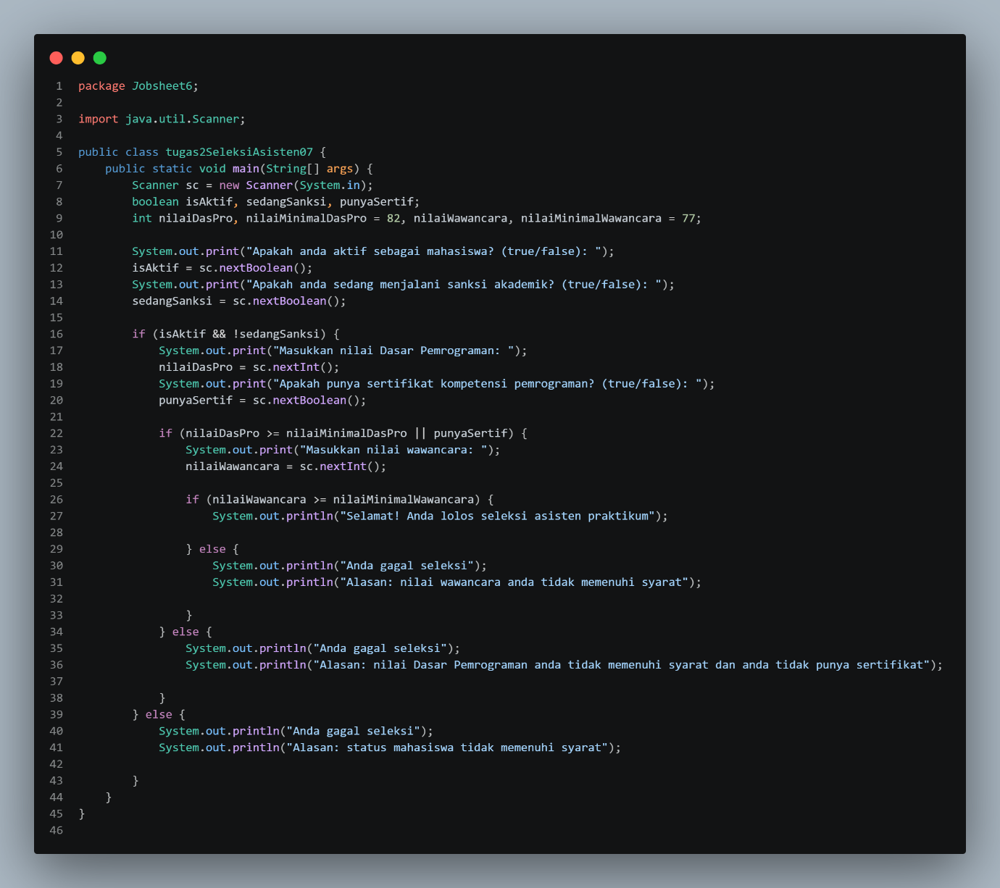 1 package Jobsheet6;
2
3 import java.util.Scanner;
4
5 public class tugas2SeleksiAsisten07 {
6     public static void main(String[] args) {
7         Scanner sc = new Scanner(System.in);
8         boolean isAktif, sedangSanksi, punyaSertif;
9         int nilaiDasPro, nilaiMinimalDasPro = 82, nilaiWawancara, nilaiMinimalWawancara = 77;
10
11         System.out.print("Apakah anda aktif sebagai mahasiswa? (true/false): ");
12         isAktif = sc.nextBoolean();
13         System.out.print("Apakah anda sedang menjalani sanksi akademik? (true/false): ");
14         sedangSanksi = sc.nextBoolean();
15
16         if (isAktif && !sedangSanksi) {
17             System.out.print("Masukkan nilai Dasar Pemrograman: ");
18             nilaiDasPro = sc.nextInt();
19             System.out.print("Apakah punya sertifikat kompetensi pemrograman? (true/false): ");
20             punyaSertif = sc.nextBoolean();
21
22             if (nilaiDasPro >= nilaiMinimalDasPro || punyaSertif) {
23                 System.out.print("Masukkan nilai wawancara: ");
24                 nilaiWawancara = sc.nextInt();
25
26                 if (nilaiWawancara >= nilaiMinimalWawancara) {
27                     System.out.println("Selamat! Anda lolos seleksi asisten praktikum");
28
29                 } else {
30                     System.out.println("Anda gagal seleksi");
31                     System.out.println("Alasan: nilai wawancara anda tidak memenuhi syarat");
32
33                 }
34             } else {
35                 System.out.println("Anda gagal seleksi");
36                 System.out.println("Alasan: nilai Dasar Pemrograman anda tidak memenuhi syarat dan anda tidak punya sertifikat");
37
38             }
39         } else {
40             System.out.println("Anda gagal seleksi");
41             System.out.println("Alasan: status mahasiswa tidak memenuhi syarat");
42
43         }
44     }
45 }
46